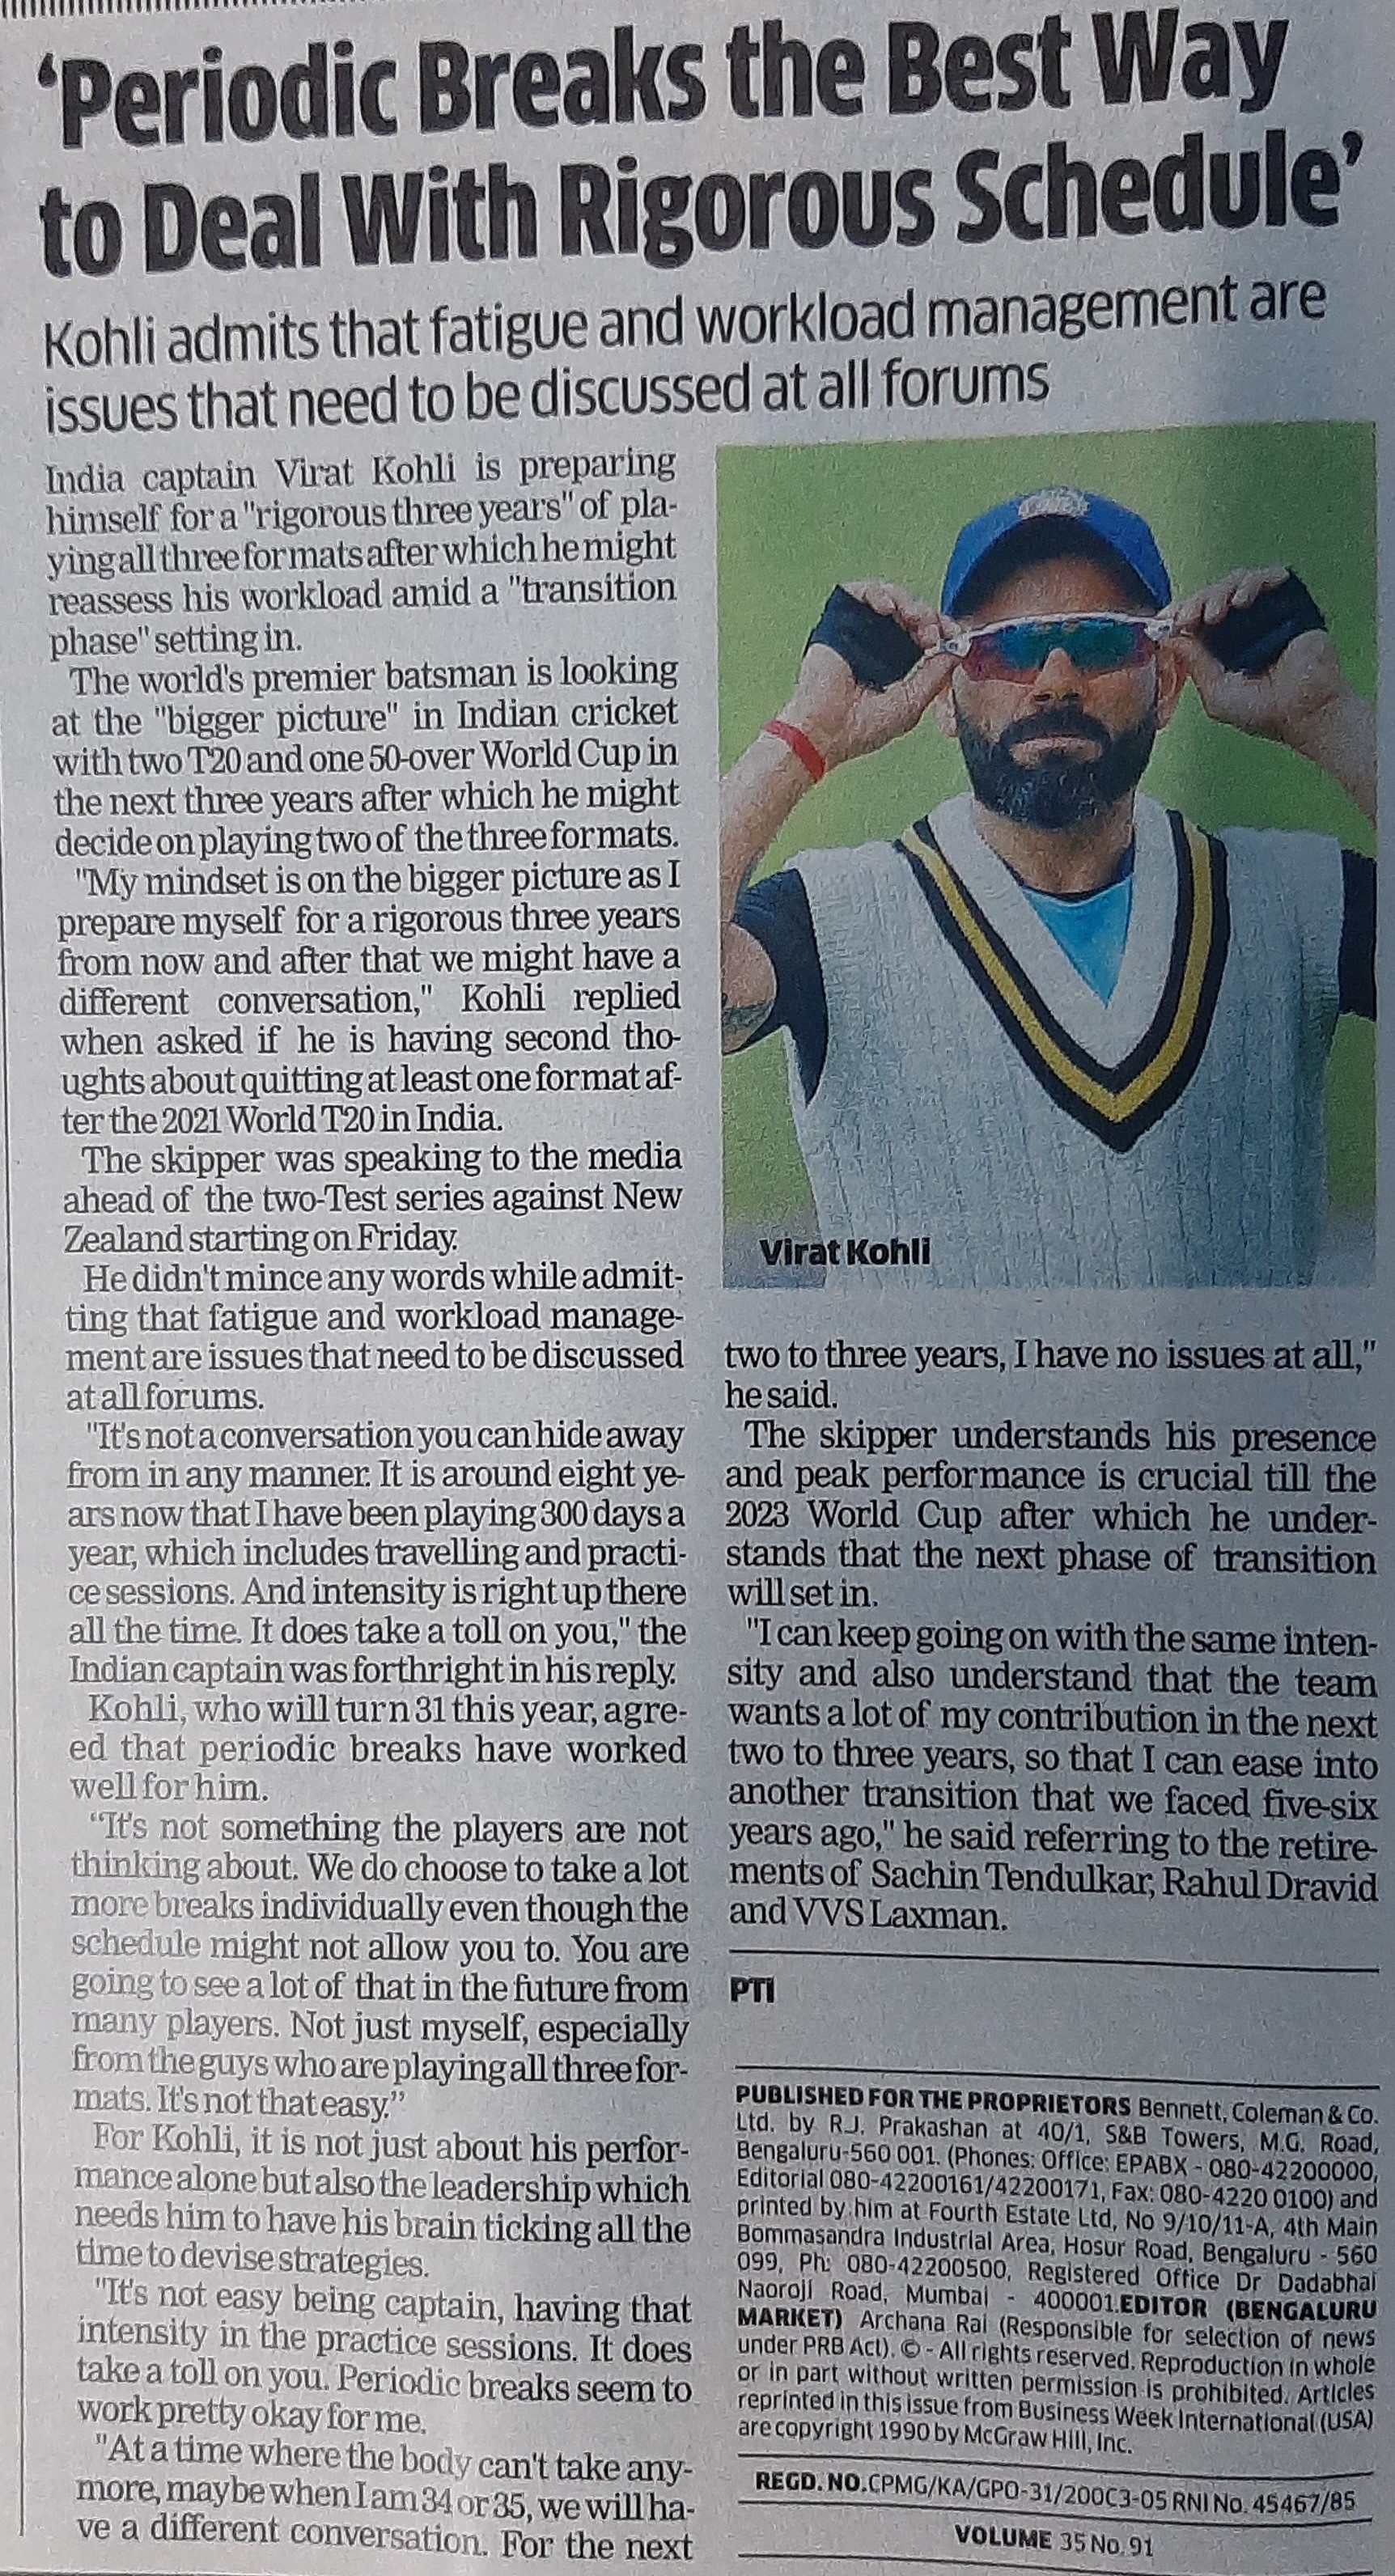 ‘Periodic Breaks the Best Way
to Deal With Rigorous Schedule’
Kohli admits that fatigue and workload management are
issues that need to be discussed at all forums
India captain Virat Kohli is preparing
himself for a "rigorous three years" of pla-
ying all three formats after which he might
reassess his workload amid a "transition
phase" setting in.
The world's premier batsman is looking
at the "bigger picture" in Indian cricket
with two T20 and one 50-over World Cup in
the next three years after which he might
decide on playing two of the three formats.
"My mindset is on the bigger picture as I
prepare myself for a rigorous three years
from now and after that we might have a
different conversation," Kohli replied
when asked if he is having second tho-
ughts about quitting at least one format af-
ter the 2021 World T20 in India.
The skipper was speaking to the media
ahead of the two-Test series against New
Zealand starting on Friday.
He didn't mince any words while admit-
ting that fatigue and workload manage-
ment are issues that need to be discussed
at all forums.
"It's not a conversation you can hide away
from in any manner. It is around eight ye-
ars now that I have been playing 300 days a
year, which includes travelling and practi-
ce sessions. And intensity is right up there
all the time. It does take a toll on you," the
Indian captain was forthright in his reply.
Kohli, who will turn 31 this year, agre-
ed that periodic breaks have worked
well for him.
“It's not something the players are not
thinking about. We do choose to take a lot
more breaks individually even though the
schedule might not allow you to. You are
going to see a lot of that in the future from
many players. Not just myself, especially
from the guys who are playing all three for-
mats. It's not that easy.”
For Kohli, it is not just about his perfor-
mance alone but also the leadership which
needs him to have his brain ticking all the
time to devise strategies.
"It's not easy being captain, having that
intensity in the practice sessions. It does
take a toll on you. Periodic breaks seem to
work pretty okay for me.
"At a time where the body can't take any-
more, maybe when I am 34 or 35, we will ha-
ve a different conversation. For the next
Virat Kohli
two to three years, I have no issues at all,"
he said.
The skipper understands his presence
and peak performance is crucial till the
2023 World Cup after which he under-
stands that the next phase of transition
will set in.
"I can keep going on with the same inten-
sity and also understand that the team
wants a lot of my contribution in the next
two to three years, so that I can ease into
another transition that we faced five-six
years ago," he said referring to the retire-
ments of Sachin Tendulkar, Rahul Dravid
and VVS Laxman.
PTI
PUBLISHED FOR THE PROPRIETORS Bennett, Coleman & Co.
Ltd. by R.J. Prakashan at 40/1, S&B Towers, M.G. Road,
Bengaluru-560 001. (Phones: Office: EPABX - 080-42200000,
Editorial 080-42200161/42200171, Fax: 080-4220 0100) and
printed by him at Fourth Estate Ltd, No 9/10/11-A, 4th Main
Bommasandra Industrial Area, Hosur Road, Bengaluru - 560
099, Ph: 080-42200500, Registered Office Dr Dadabhai
Naoroji Road, Mumbai - 400001.EDITOR (BENGALURU
MARKET) Archana Rai (Responsible for selection of news
under PRB Act). © - All rights reserved. Reproduction in whole
or in part without written permission is prohibited. Articles
reprinted in this issue from Business Week International (USA)
are copyright 1990 by McGraw Hill, Inc.
REGD. NO.CPMG/KA/GPO-31/200C3-05 RNI No. 45467/85
VOLUME 35 No. 91